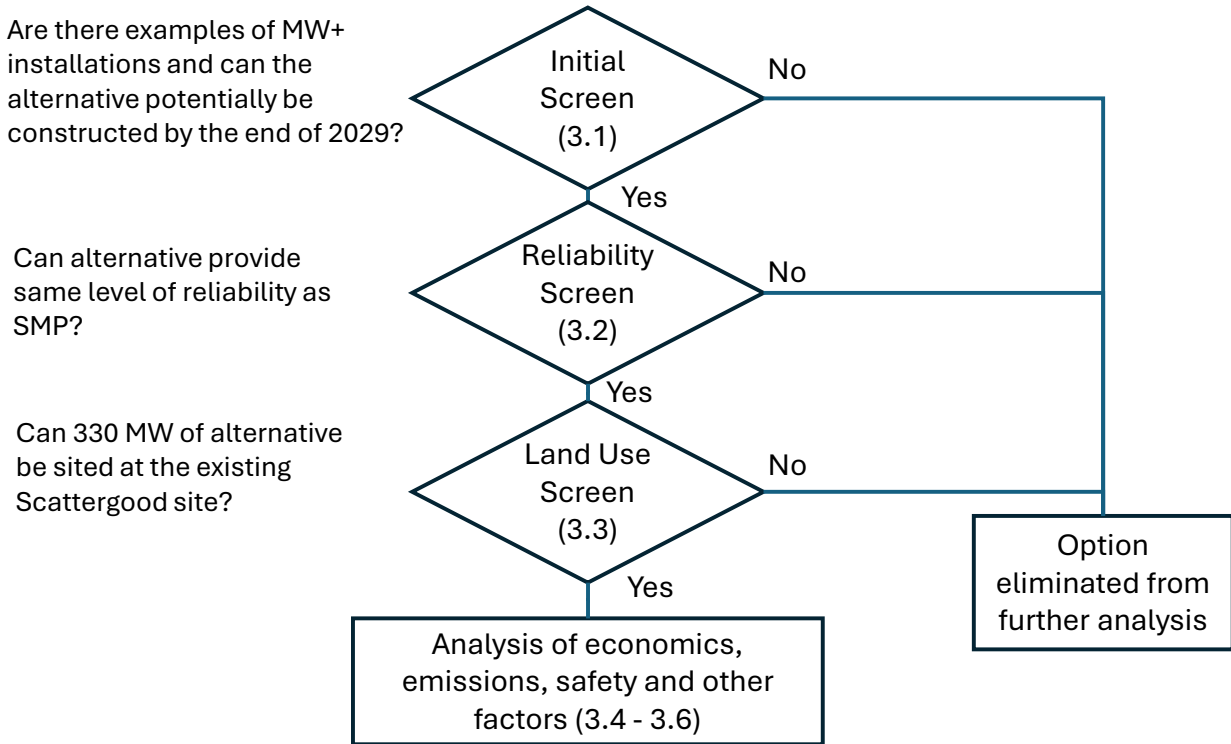 Are there examples of MW+
installations and can the
alternative potentially be
constructed by the end of 2029?
Initial
Screen
(3.1)
No
Yes
Can alternative provide
same level of reliability as
SMP?
Reliability
Screen
(3.2)
No
Yes
Can 330 MW of alternative
be sited at the existing
Scattergood site?
Land Use
Screen
(3.3)
No
Yes
Option
eliminated from
further analysis
Analysis of economics,
emissions, safety and other
factors (3.4 - 3.6)